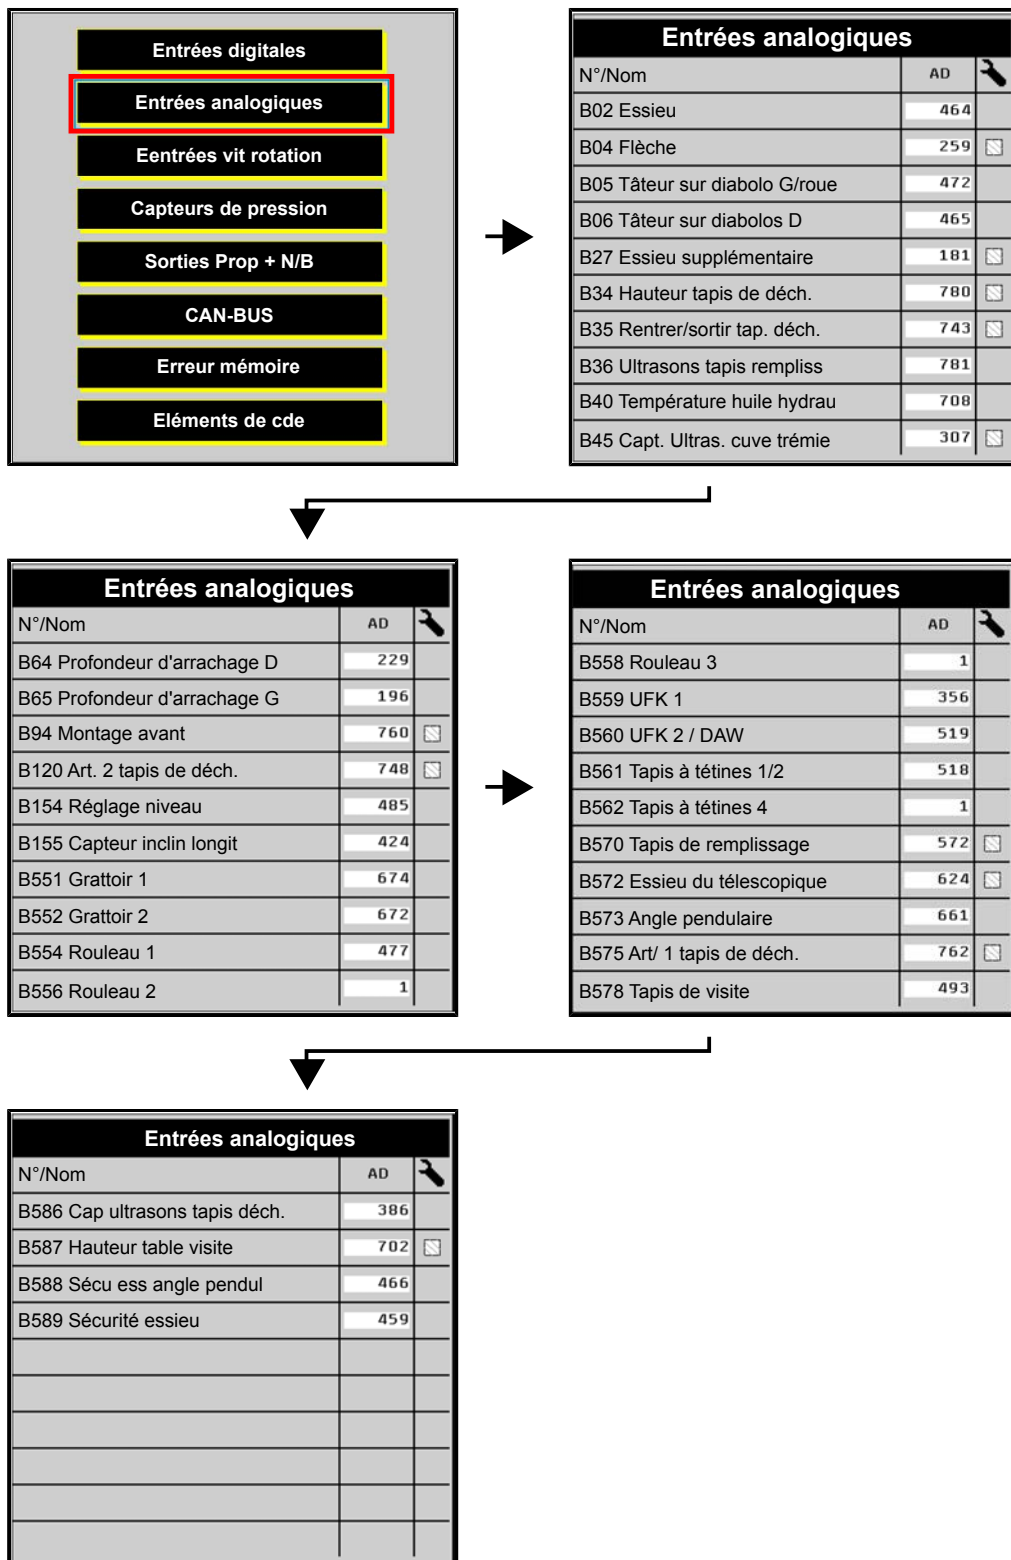 Entrées digitales
Entrées analogiques
Eentrées vit rotation
Capteurs de pression
Sorties Prop + N/B
CAN-BUS
Erreur mémoire
Eléments de cde
Entrées analogiques
N°/Nom AD
B02 Essieu 464
B04 Flèche 259
B05 Tâteur sur diabolo G/roue 472
B06 Tâteur sur diabolos D 465
B27 Essieu supplémentaire 181
B34 Hauteur tapis de déch. 780
B35 Rentrer/sortir tap. déch. 743
B36 Ultrasons tapis rempliss 781
B40 Température huile hydrau 708
B45 Capt. Ultras. cuve trémie 307
Entrées analogiques
N°/Nom AD
B64 Profondeur d'arrachage D 229
B65 Profondeur d'arrachage G 196
B94 Montage avant 760
B120 Art. 2 tapis de déch. 748
B154 Réglage niveau 485
B155 Capteur inclin longit 424
B551 Grattoir 1 674
B552 Grattoir 2 672
B554 Rouleau 1 477
B556 Rouleau 2 1
Entrées analogiques
N°/Nom AD
B558 Rouleau 3 1
B559 UFK 1 356
B560 UFK 2 / DAW 519
B561 Tapis à tétines 1/2 518
B562 Tapis à tétines 4 1
B570 Tapis de remplissage 572
B572 Essieu du télescopique 624
B573 Angle pendulaire 661
B575 Art/ 1 tapis de déch. 762
B578 Tapis de visite 493
Entrées analogiques
N°/Nom AD
B586 Cap ultrasons tapis déch. 386
B587 Hauteur table visite 702
B588 Sécu ess angle pendul 466
B589 Sécurité essieu 459